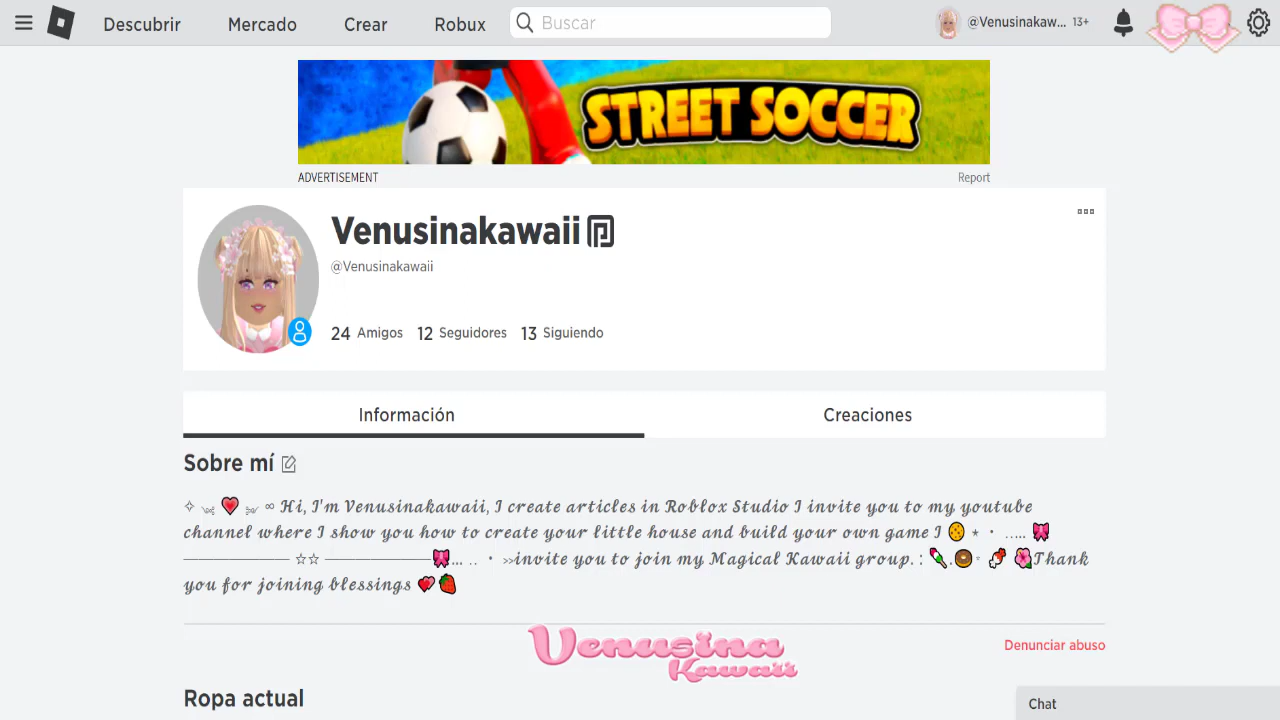 Descubrir Mercado Crear Robux Buscar @Venusinakaw... 13+
STREET SOCCER
ADVERTISEMENT Report
Venusinakawaii
@Venusinakawaii
24 Amigos 12 Seguidores 13 Siguiendo
Información Creaciones
Sobre mí
✧ ꔫ 💗 ꔫ ∞ Hi, I'm Venusinakawaii, I create articles in Roblox Studio I invite you to my youtube
channel where I show you how to create your little house and build your own game I 🍪 ⋆ ・ ..... 🎀
─────────── ☆☆ ───────────🎀... .. ・ >>invite you to join my Magical Kawaii group. : 🍡.🍩◦ 🍢 🌺Thank
you for joining blessings 💕🍓
Venusina
Kawaii
Denunciar abuso
Ropa actual
Chat